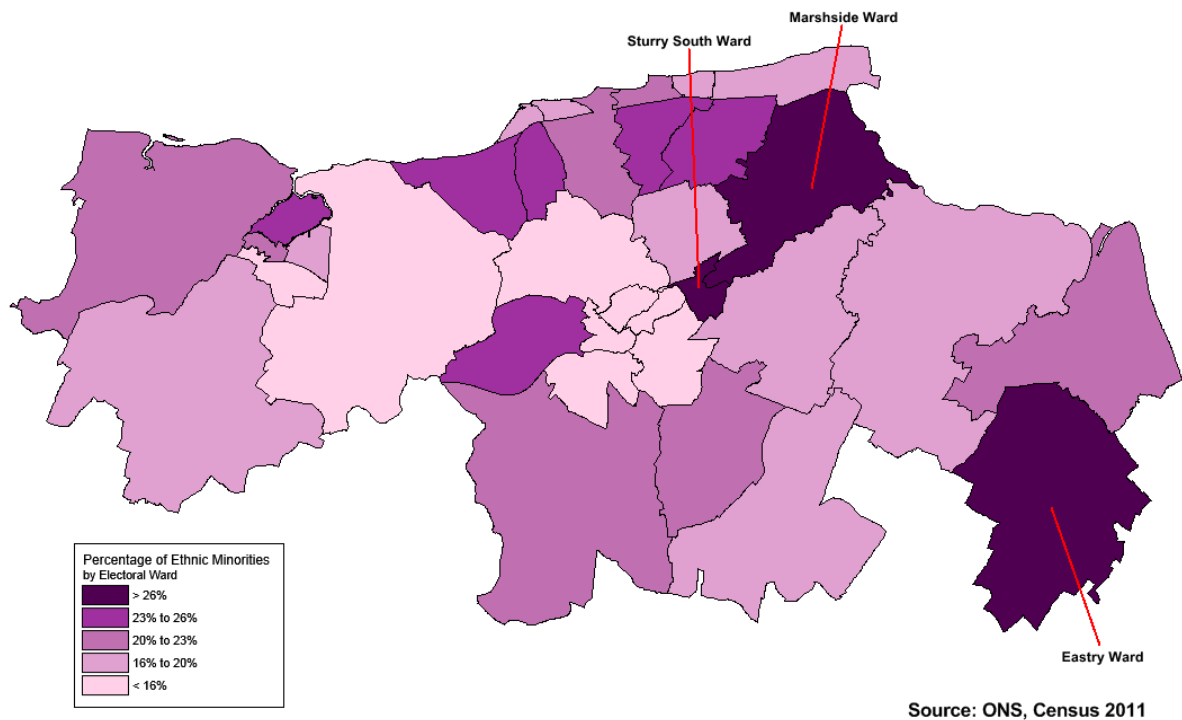 Marshside Ward
Sturry South Ward
Percentage of Ethnic Minorities
by Electoral Ward
> 26%
23% to 26%
20% to 23%
16% to 20%
< 16%
Eastry Ward
Source: ONS, Census 2011